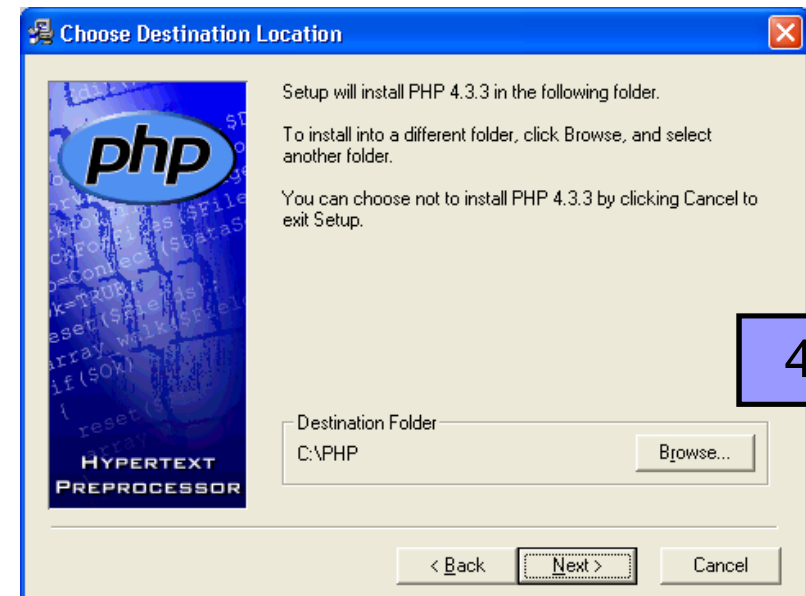 Choose Destination Location
php
Setup will install PHP 4.3.3 in the following folder.
To install into a different folder, click Browse, and select
another folder.
You can choose not to install PHP 4.3.3 by clicking Cancel to
exit Setup.
4
reset($
HYPERTEXT
PREPROCESSOR
Destination Folder
C:\PHP
Browse...
< Back
Next >
Cancel